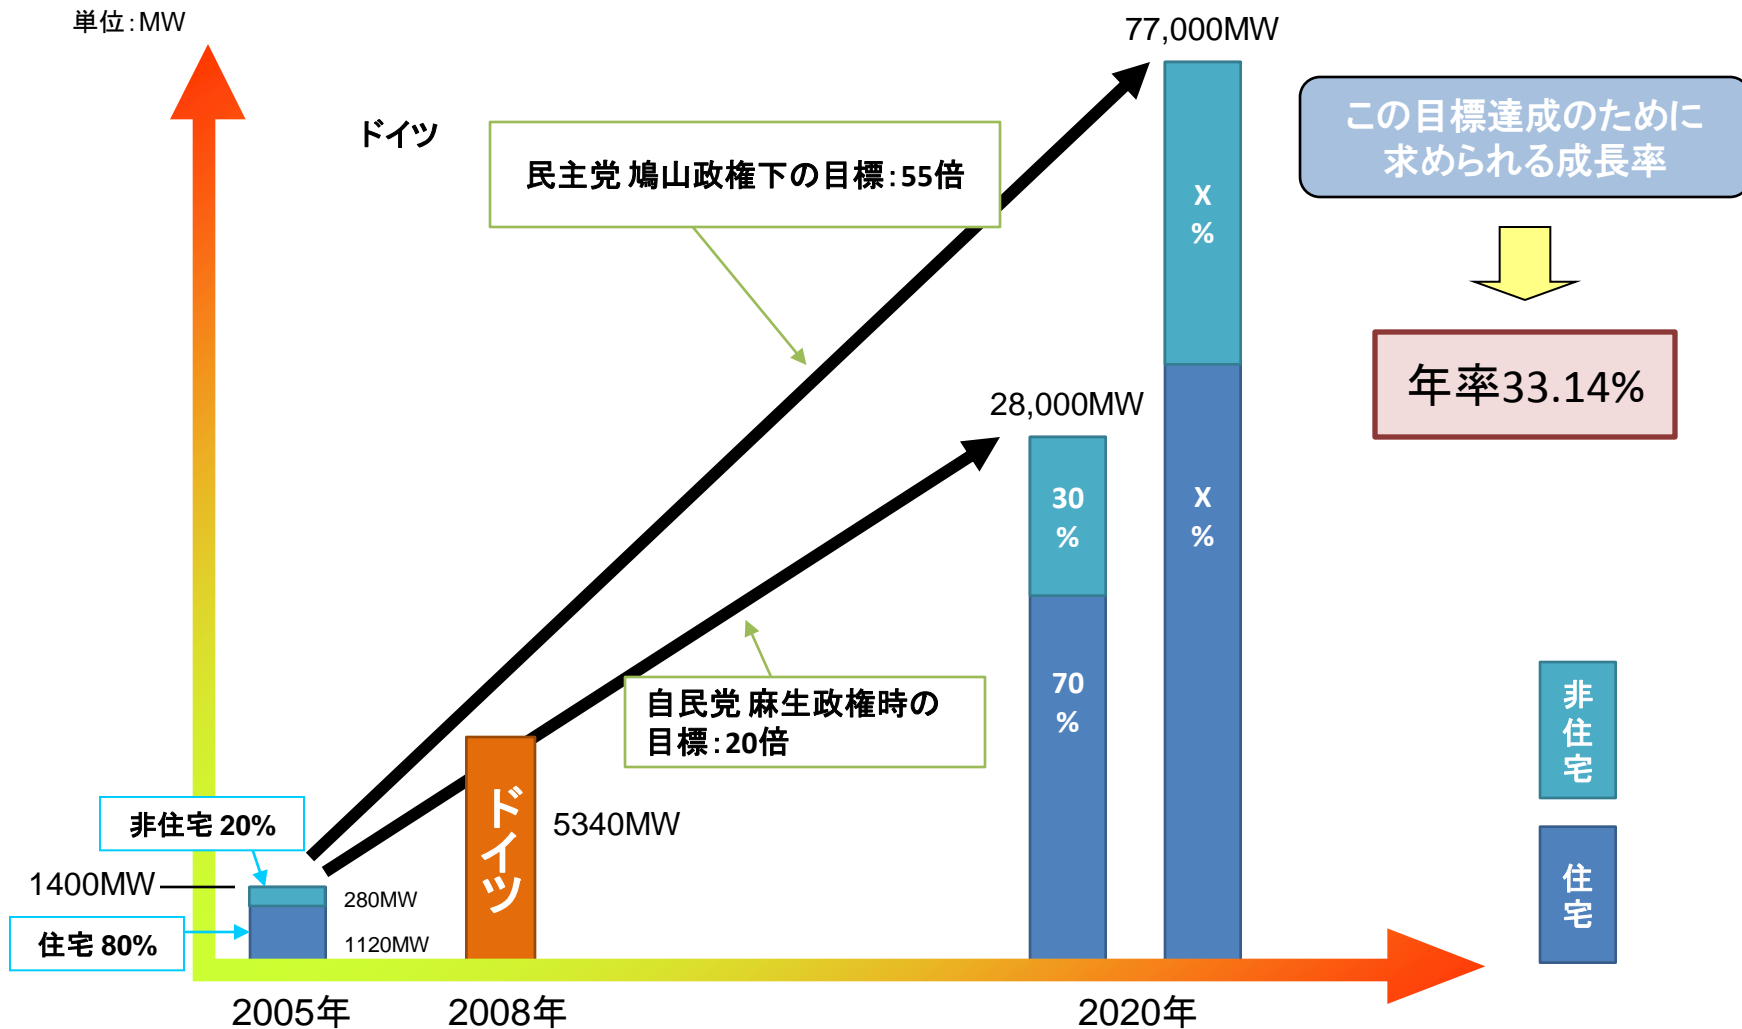 単位：MW
77,000MW
この目標達成のために
求められる成長率
ドイツ
民主党 鳩山政権下の目標：55倍
X
%
年率33.14%
28,000MW
30
%
X
%
自民党 麻生政権時の
目標：20倍
70
%
非住宅
非住宅 20%
ドイツ
5340MW
1400MW
280MW
住宅
住宅 80%
1120MW
2005年
2008年
2020年